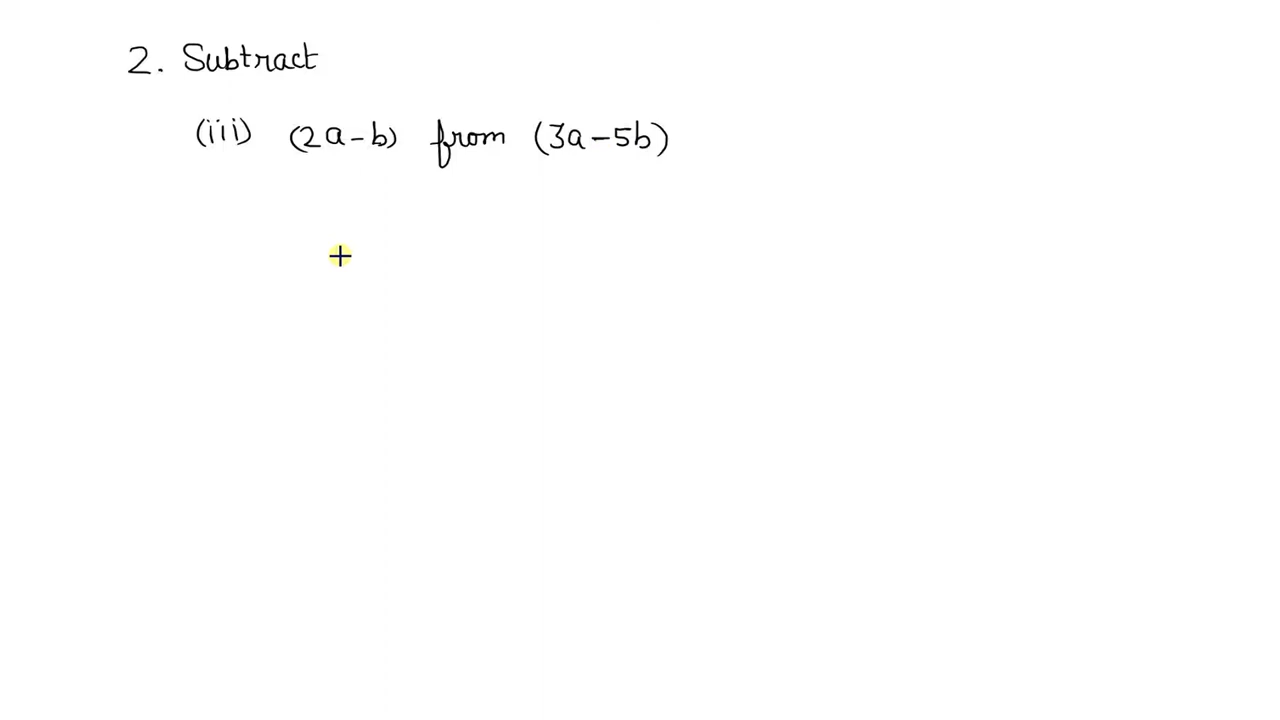 2. Subtract
(iii) (2a-b) from (3a-5b)